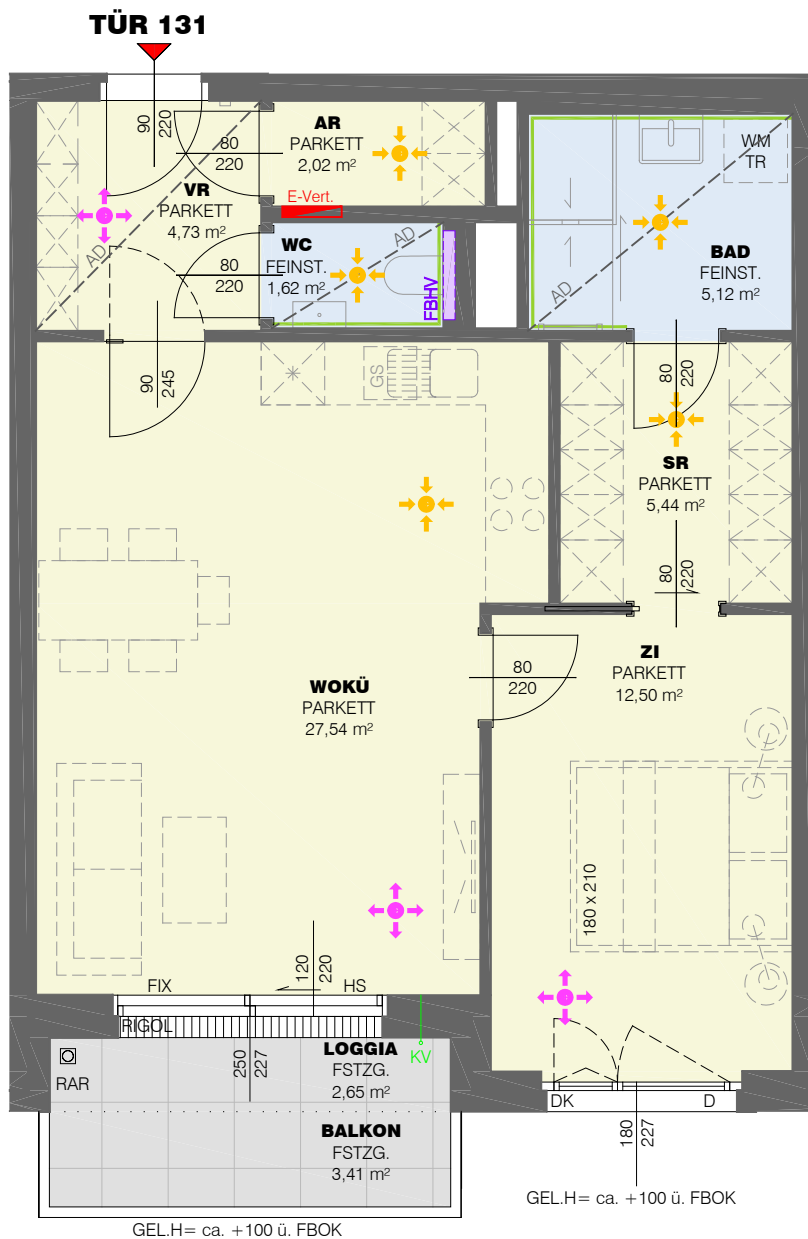 TÜR 131
90
220
AR
PARKETT
2,02 m²
80
220
WM
TR
E-Vert.
VR
PARKETT
4,73 m²
AD
WC
FEINST.
1,62 m²
AD
80
220
FBHV
BAD
FEINST.
5,12 m²
AD
90
245
GS
80
220
SR
PARKETT
5,44 m²
80
220
ZI
PARKETT
12,50 m²
80
220
WOKÜ
PARKETT
27,54 m²
180 x 210
120
220
FIX
HS
RIGOL
250
227
KV
RAR
LOGGIA
FSTZG.
2,65 m²
BALKON
FSTZG.
3,41 m²
DK
D
180
227
GEL.H= ca. +100 ü. FBOK
GEL.H= ca. +100 ü. FBOK